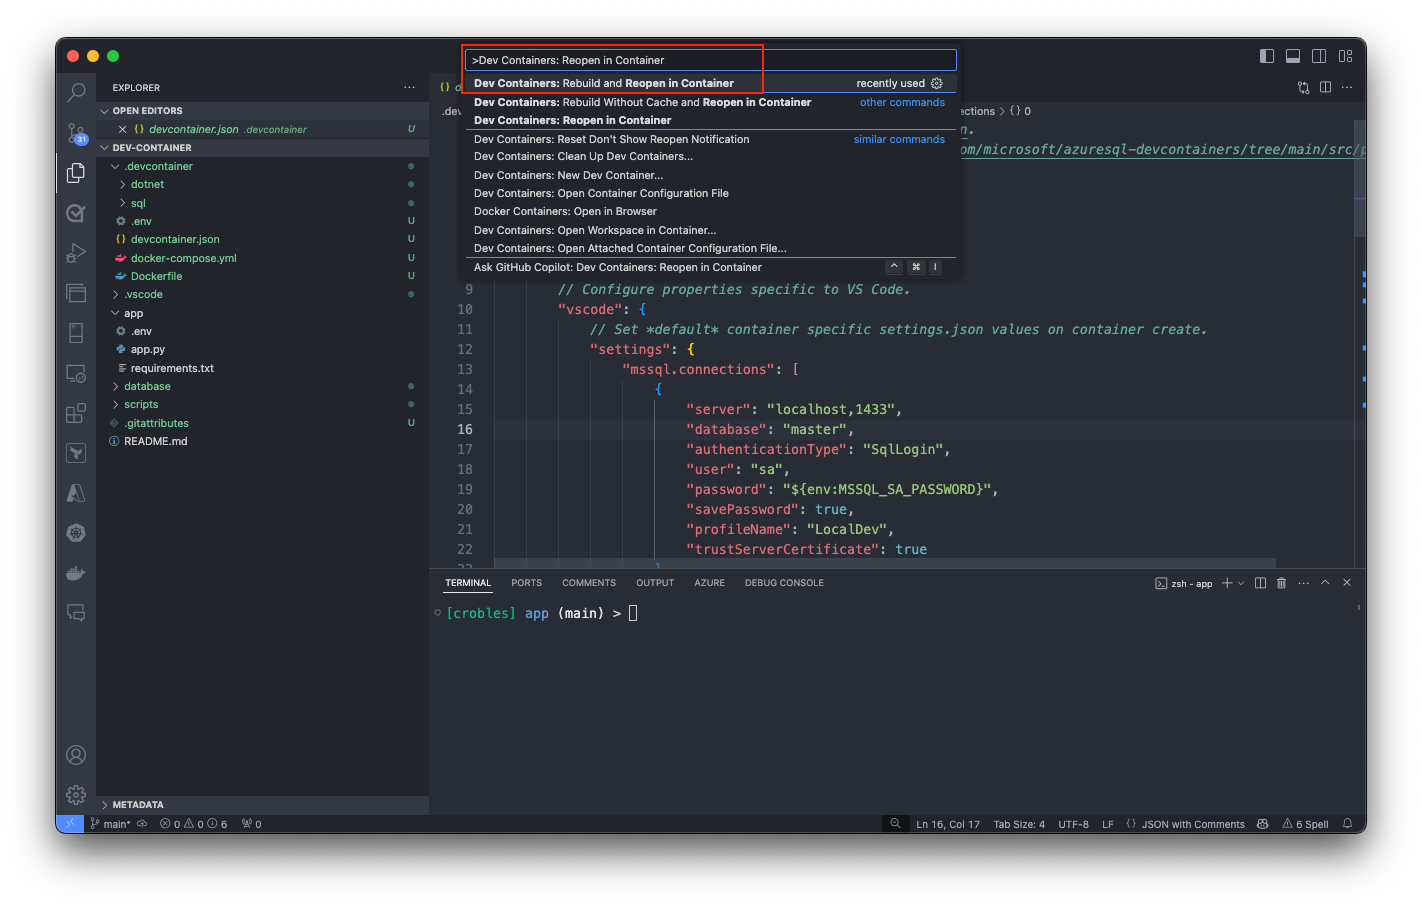 >Dev Containers: Reopen in Container
Dev Containers: Rebuild and Reopen in Container recently used
Dev Containers: Rebuild Without Cache and Reopen in Container other commands
Dev Containers: Reopen in Container
Dev Containers: Reset Don't Show Reopen Notification similar commands
Dev Containers: Clean Up Dev Containers...
Dev Containers: New Dev Container...
Dev Containers: Open Container Configuration File
Docker Containers: Open in Browser
Dev Containers: Open Workspace in Container...
Dev Containers: Open Attached Container Configuration File...
Ask GitHub Copilot: Dev Containers: Reopen in Container ^ ⌘ I
EXPLORER ...
OPEN EDITORS
{} devcontainer.json .devcontainer U
31
DEV-CONTAINER
.devcontainer
dotnet
sql
.env U
{} devcontainer.json U
docker-compose.yml U
Dockerfile U
.vscode
app
.env
app.py
requirements.txt
database
scripts
.gitattributes U
README.md
METADATA
{} d
.dev
ections > {} 0
n.
om/microsoft/azuresql-devcontainers/tree/main/src/p
9 // Configure properties specific to VS Code.
10 "vscode": {
11 // Set *default* container specific settings.json values on container create.
12 "settings": {
13 "mssql.connections": [
14 {
15 "server": "localhost,1433",
16 "database": "master",
17 "authenticationType": "SqlLogin",
18 "user": "sa",
19 "password": "${env:MSSQL_SA_PASSWORD}",
20 "savePassword": true,
21 "profileName": "LocalDev",
22 "trustServerCertificate": true
TERMINAL PORTS COMMENTS OUTPUT AZURE DEBUG CONSOLE zsh - app
[crobles] app (main) >
main* 0 0 6 0 Ln 16, Col 17 Tab Size: 4 UTF-8 LF {} JSON with Comments 6 Spell